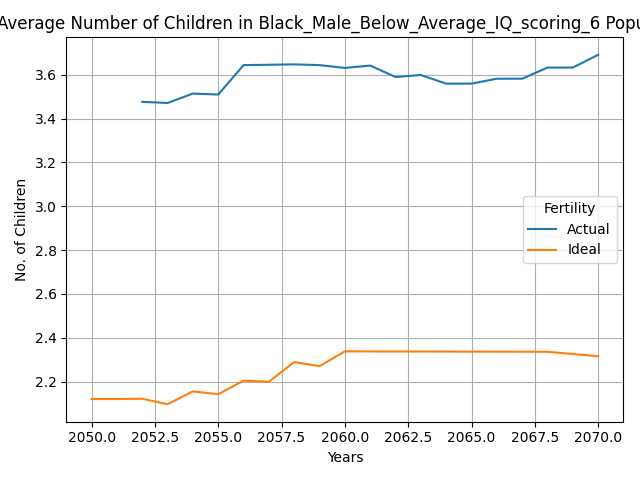 Average Number of Children in Black_Male_Below_Average_IQ_scoring_6 Popu
3.6
3.4
3.2
3.0
2.8
2.6
2.4
2.2
No. of Children
Fertility
Actual
Ideal
2050.0 2052.5 2055.0 2057.5 2060.0 2062.5 2065.0 2067.5 2070.0
Years